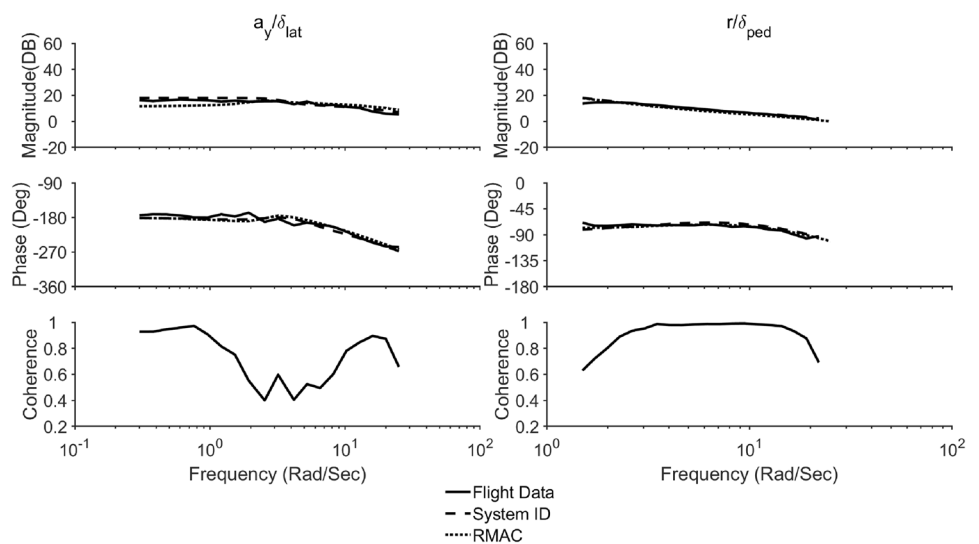 a_y/δ_lat
r/δ_ped
Magnitude(DB)
60
40
20
0
-20
Magnitude(DB)
60
40
20
0
-20
Phase (Deg)
-90
-180
-270
-360
Phase (Deg)
0
-45
-90
-135
-180
Coherence
1
0.8
0.6
0.4
0.2
10^-1
10^0
10^1
10^2
Frequency (Rad/Sec)
Coherence
1
0.8
0.6
0.4
0.2
10^0
10^1
10^2
Frequency (Rad/Sec)
Flight Data
System ID
RMAC